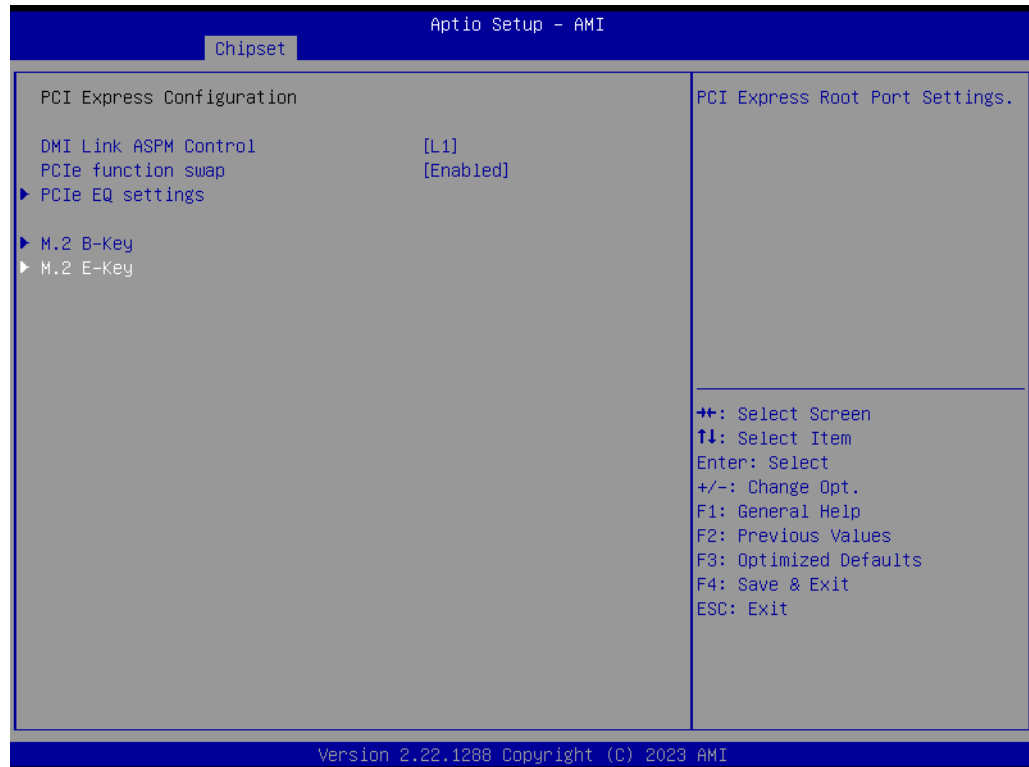 Aptio Setup – AMI
Chipset
PCI Express Configuration
DMI Link ASPM Control [L1]
PCIe function swap [Enabled]
▶ PCIe EQ settings
▶ M.2 B-Key
▶ M.2 E-Key
PCI Express Root Port Settings.
→←: Select Screen
↑↓: Select Item
Enter: Select
+/-: Change Opt.
F1: General Help
F2: Previous Values
F3: Optimized Defaults
F4: Save & Exit
ESC: Exit
Version 2.22.1288 Copyright (C) 2023 AMI